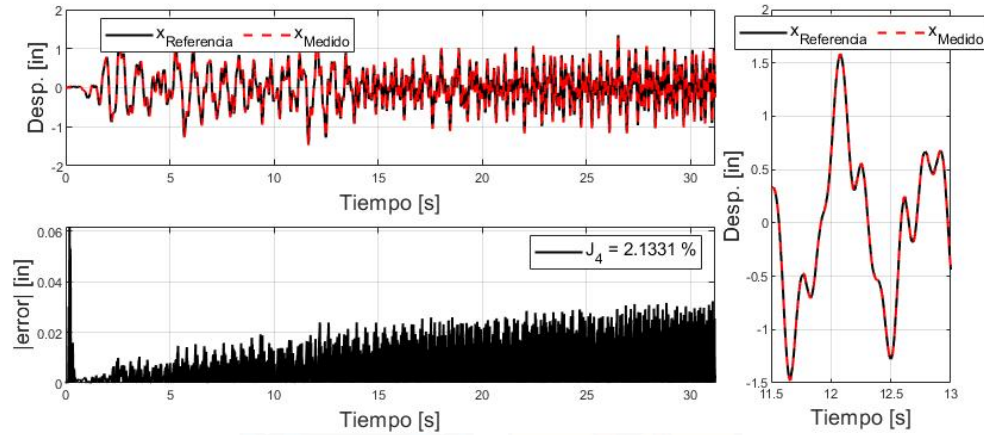 2
1
0
-1
-2
Desp. [in]
x_Referencia x_Medido
0 5 10 15 20 25 30
Tiempo [s]
0.06
0.04
0.02
0
|error| [in]
J_4 = 2.1331 %
0 5 10 15 20 25 30
Tiempo [s]
2
x_Referencia x_Medido
1.5
1
0.5
0
-0.5
-1
-1.5
Desp. [in]
11.5 12 12.5 13
Tiempo [s]